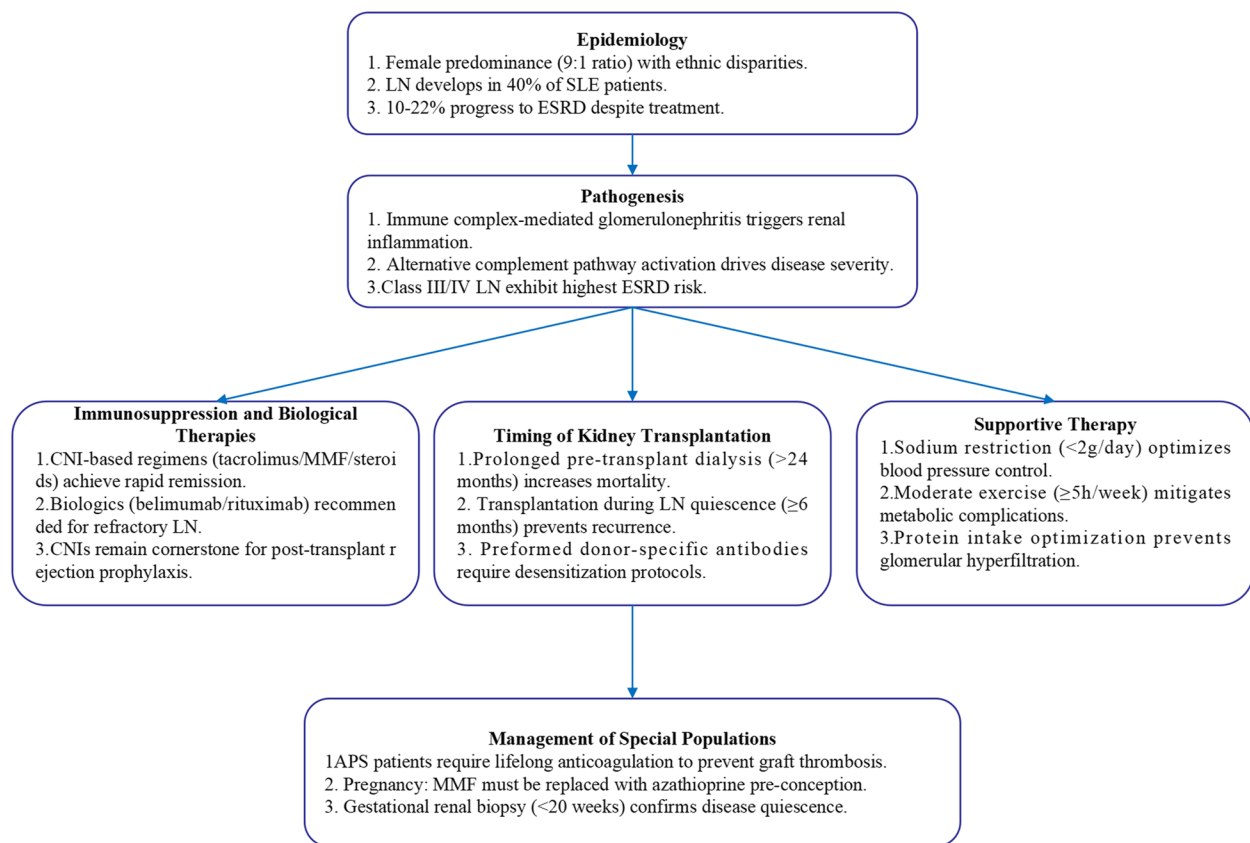 Epidemiology
1. Female predominance (9:1 ratio) with ethnic disparities.
2. LN develops in 40% of SLE patients.
3. 10-22% progress to ESRD despite treatment.
Pathogenesis
1. Immune complex-mediated glomerulonephritis triggers renal
inflammation.
2. Alternative complement pathway activation drives disease severity.
3.Class III/IV LN exhibit highest ESRD risk.
Immunosuppression and Biological
Therapies
1.CNI-based regimens (tacrolimus/MMF/steroi
ds) achieve rapid remission.
2.Biologics (belimumab/rituximab) recommen
ded for refractory LN.
3.CNIs remain cornerstone for post-transplant r
ejection prophylaxis.
Timing of Kidney Transplantation
1.Prolonged pre-transplant dialysis (>24
months) increases mortality.
2. Transplantation during LN quiescence (≥6
months) prevents recurrence.
3. Preformed donor-specific antibodies
require desensitization protocols.
Supportive Therapy
1.Sodium restriction (<2g/day) optimizes
blood pressure control.
2.Moderate exercise (≥5h/week) mitigates
metabolic complications.
3.Protein intake optimization prevents
glomerular hyperfiltration.
Management of Special Populations
1APS patients require lifelong anticoagulation to prevent graft thrombosis.
2. Pregnancy: MMF must be replaced with azathioprine pre-conception.
3. Gestational renal biopsy (<20 weeks) confirms disease quiescence.